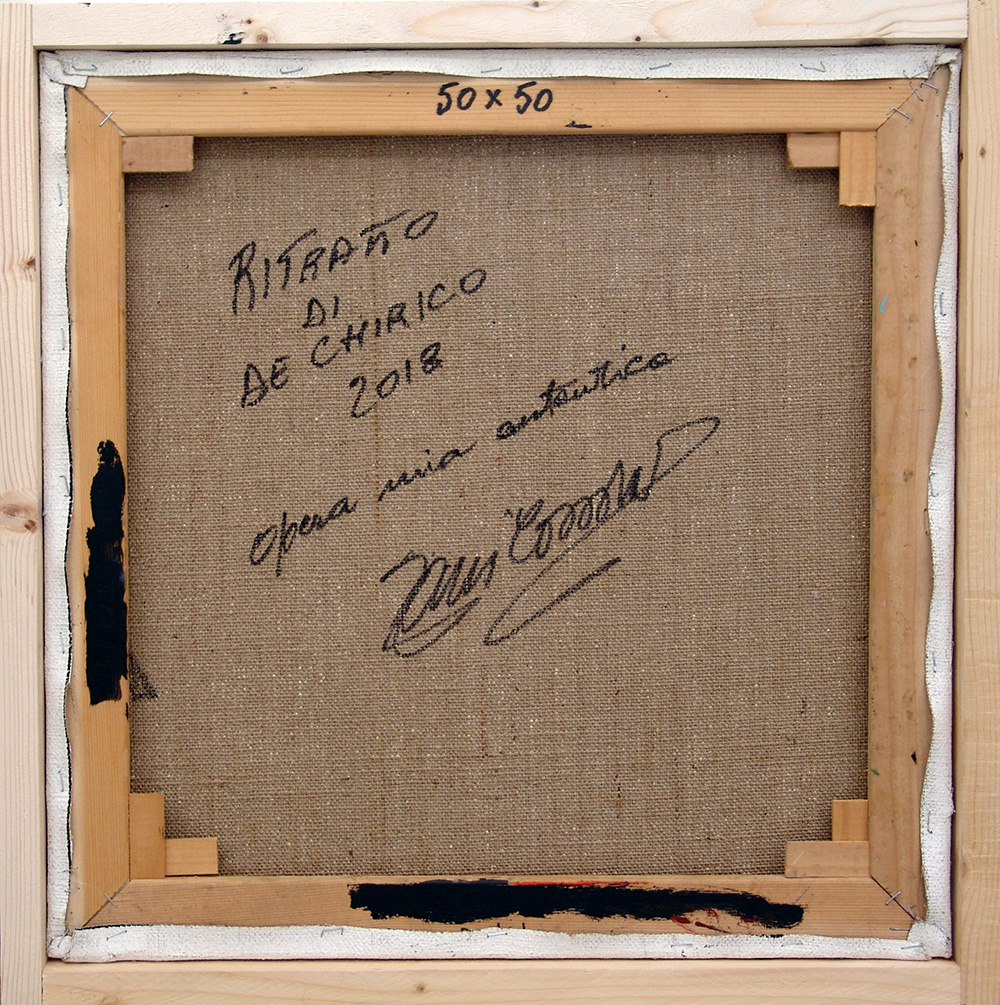 50 x 50
RITRATTO
DI
DE CHIRICO
2018
opera mia autentica